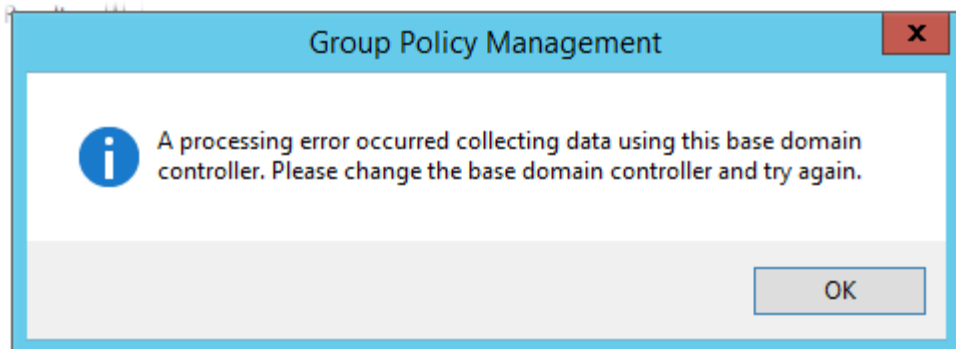 Group Policy Management
x
A processing error occurred collecting data using this base domain
controller. Please change the base domain controller and try again.
OK